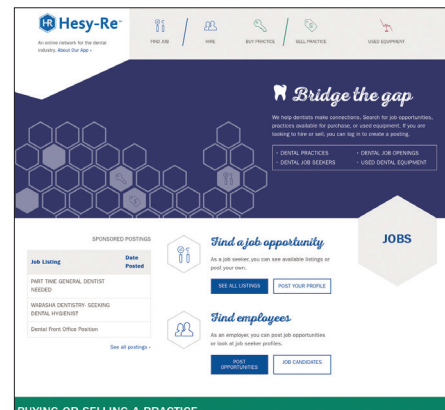 HR Hesy-Re™
An online network for the dental
industry. About Our App ›
FIND JOB
HIRE
BUY PRACTICE
SELL PRACTICE
USED EQUIPMENT
Bridge the gap
We help dentists make connections. Search for job opportunities,
practices available for purchase, or used equipment. If you are
looking to hire or sell, you can log in to create a posting.
· DENTAL PRACTICES
· DENTAL JOB OPENINGS
· DENTAL JOB SEEKERS
· USED DENTAL EQUIPMENT
SPONSORED POSTINGS
Job Listing
Date
Posted
PART TIME GENERAL DENTIST
NEEDED
WABASHA DENTISTRY- SEEKING
DENTAL HYGIENIST
Dental Front Office Position
See all postings ›
Find a job opportunity
As a job seeker, you can see available listings or
post your own.
SEE ALL LISTINGS
POST YOUR PROFILE
JOBS
Find employees
As an employer, you can post job opportunities
or look at job seeker profiles.
POST
OPPORTUNITIES
JOB CANDIDATES
BUYING OR SELLING A PRACTICE